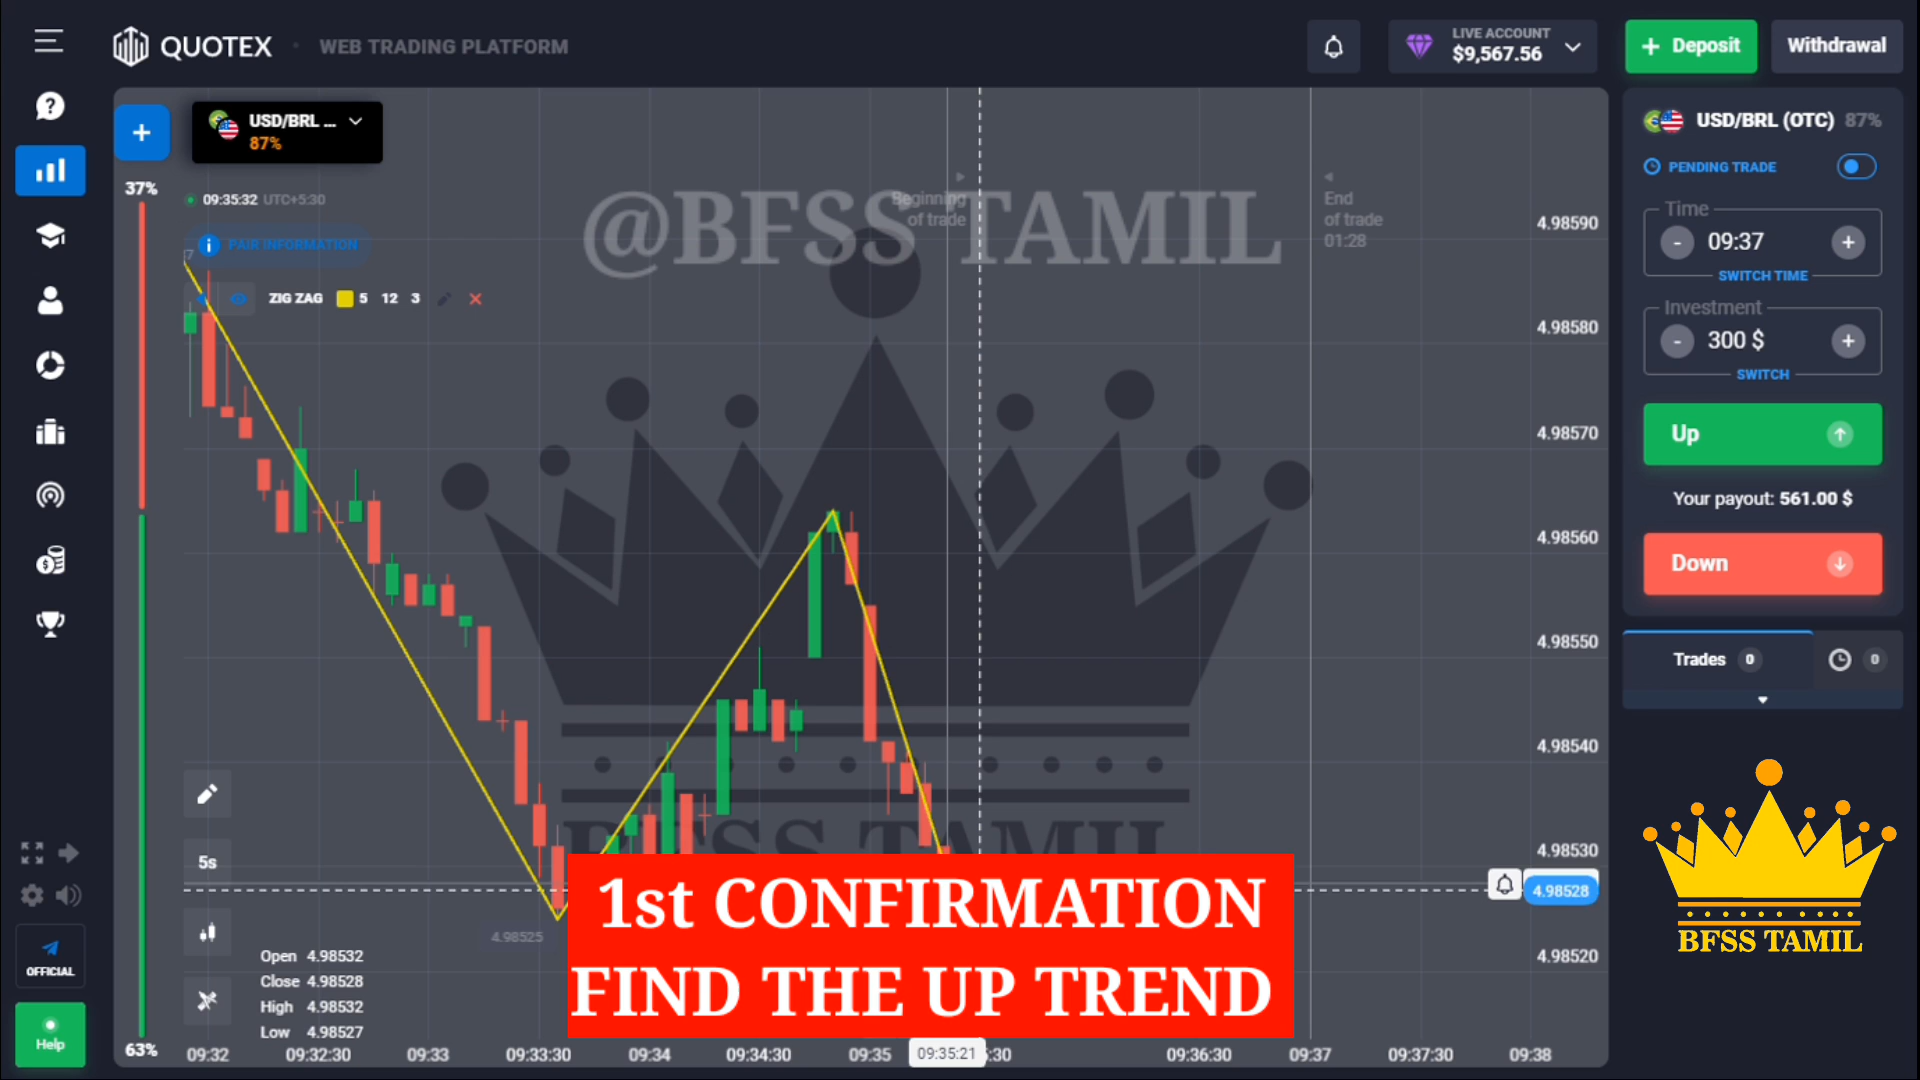 QUOTEX
WEB TRADING PLATFORM
LIVE ACCOUNT
$9,567.56
+ Deposit
Withdrawal
+
USD/BRL ...
87%
37%
09:35:32 UTC+5:30
PAIR INFORMATION
7
ZIG ZAG 5 12 3
@BFSS TAMIL
Beginning
of trade
End
of trade
01:28
4.98590
4.98580
4.98570
4.98560
4.98550
4.98540
4.98530
4.98528
4.98520
BFSS TAMIL
1st CONFIRMATION
FIND THE UP TREND
4.98525
5s
Open 4.98532
Close 4.98528
High 4.98532
Low 4.98527
63%
09:32
09:32:30
09:33
09:33:30
09:34
09:34:30
09:35
09:35:21
:30
09:36:30
09:37
09:37:30
09:38
OFFICIAL
Help
USD/BRL (OTC) 87%
PENDING TRADE
Time
- 09:37 +
SWITCH TIME
Investment
- 300 $ +
SWITCH
Up
Your payout: 561.00 $
Down
Trades 0
0
BFSS TAMIL